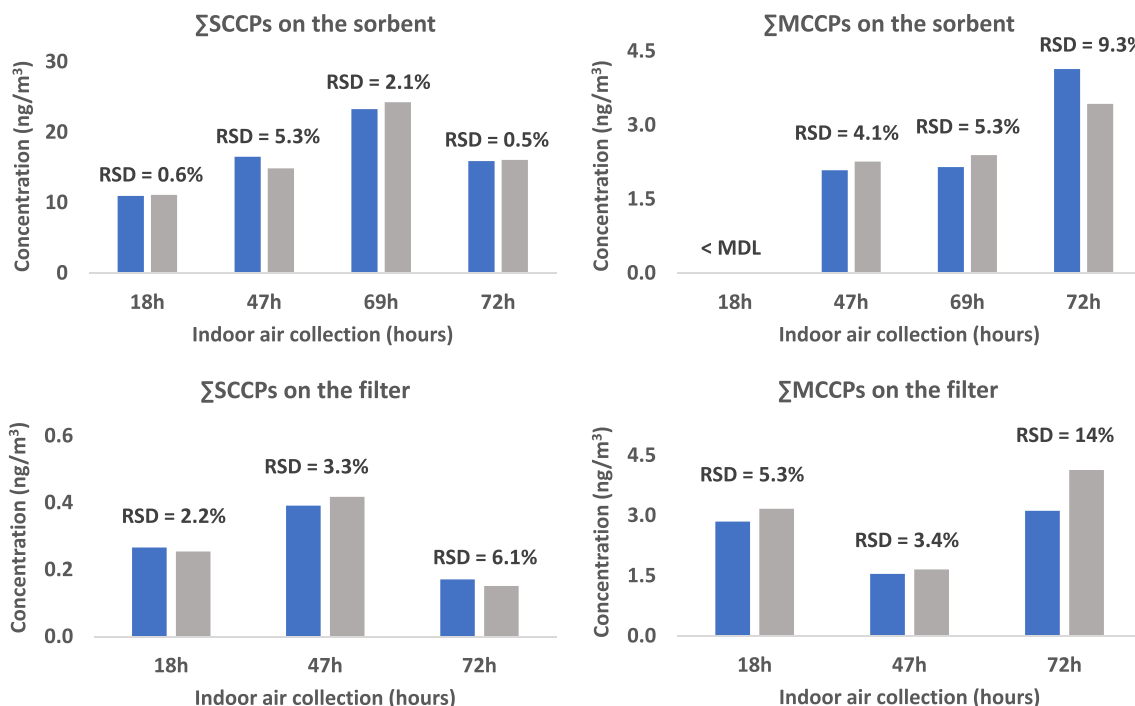 ∑SCCPs on the sorbent
Concentration (ng/m³)
30
20
10
0
RSD = 0.6%
RSD = 5.3%
RSD = 2.1%
RSD = 0.5%
18h
47h
69h
72h
Indoor air collection (hours)
∑MCCPs on the sorbent
Concentration (ng/m³)
4.5
3.0
1.5
0.0
< MDL
RSD = 4.1%
RSD = 5.3%
RSD = 9.3%
18h
47h
69h
72h
Indoor air collection (hours)
∑SCCPs on the filter
Concentration (ng/m³)
0.6
0.4
0.2
0.0
RSD = 2.2%
RSD = 3.3%
RSD = 6.1%
18h
47h
72h
Indoor air collection (hours)
∑MCCPs on the filter
Concentration (ng/m³)
4.5
3.0
1.5
0.0
RSD = 5.3%
RSD = 3.4%
RSD = 14%
18h
47h
72h
Indoor air collection (hours)